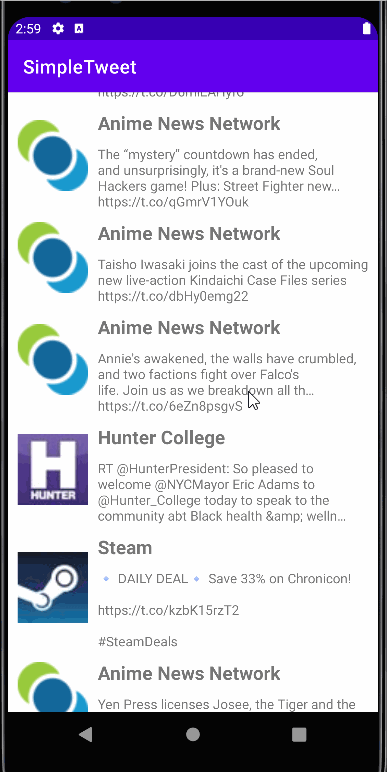 2:59
A
SimpleTweet
Anime News Network
The “mystery” countdown has ended,
and unsurprisingly, it's a brand-new Soul
Hackers game! Plus: Street Fighter new…
https://t.co/qGmrV1YOuk
Anime News Network
Taisho Iwasaki joins the cast of the upcoming
new live-action Kindaichi Case Files series
https://t.co/dbHy0emg22
Anime News Network
Annie's awakened, the walls have crumbled,
and two factions fight over Falco's
life. Join us as we breakdown all th…
https://t.co/6eZn8psgvS
H
HUNTER
Hunter College
RT @HunterPresident: So pleased to
welcome @NYCMayor Eric Adams to
@Hunter_College today to speak to the
community abt Black health &amp; welln…
Steam
🔹 DAILY DEAL🔹 Save 33% on Chronicon!
https://t.co/kzbK15rzT2
#SteamDeals
Anime News Network
Yen Press licenses Josee, the Tiger and the